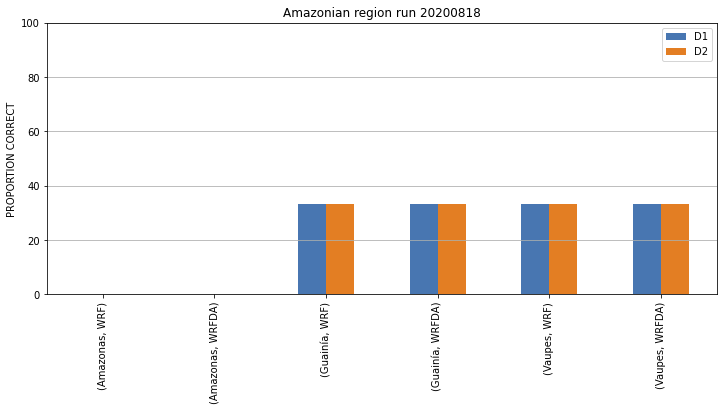 Amazonian region run 20200818
D1
D2
PROPORTION CORRECT
100
80
60
40
20
0
(Amazonas, WRF)
(Amazonas, WRFDA)
(Guainía, WRF)
(Guainía, WRFDA)
(Vaupes, WRF)
(Vaupes, WRFDA)